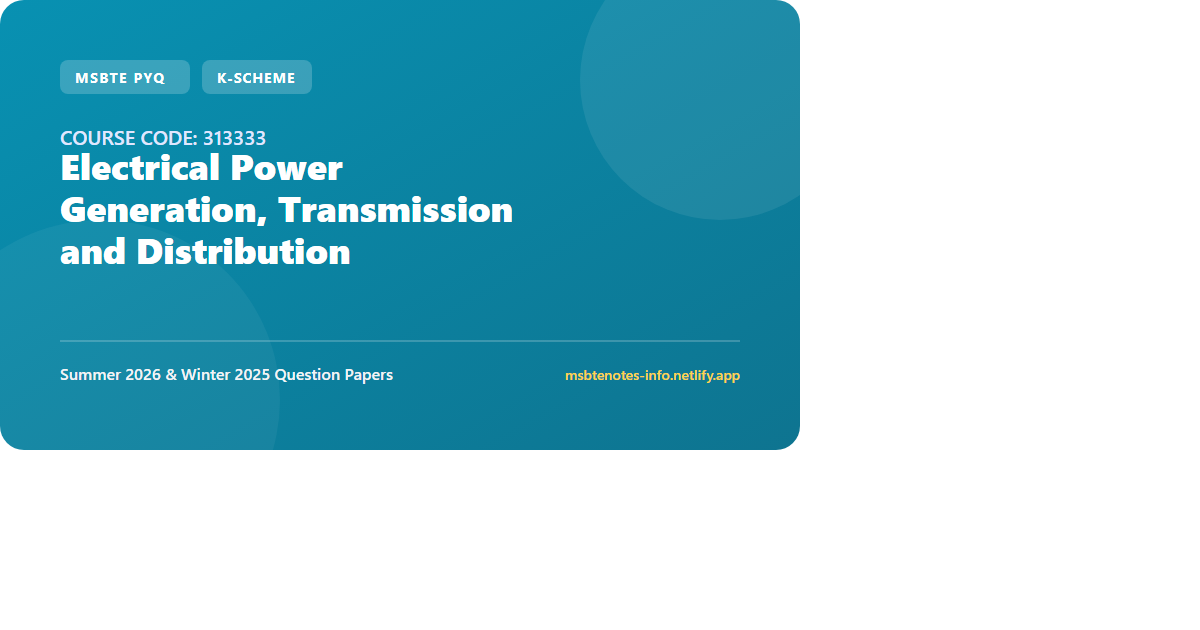 MSBTE PYQ
K-SCHEME
COURSE CODE: 313333
Electrical Power
Generation, Transmission
and Distribution
Summer 2026 & Winter 2025 Question Papers
msbtenotes-info.netlify.app